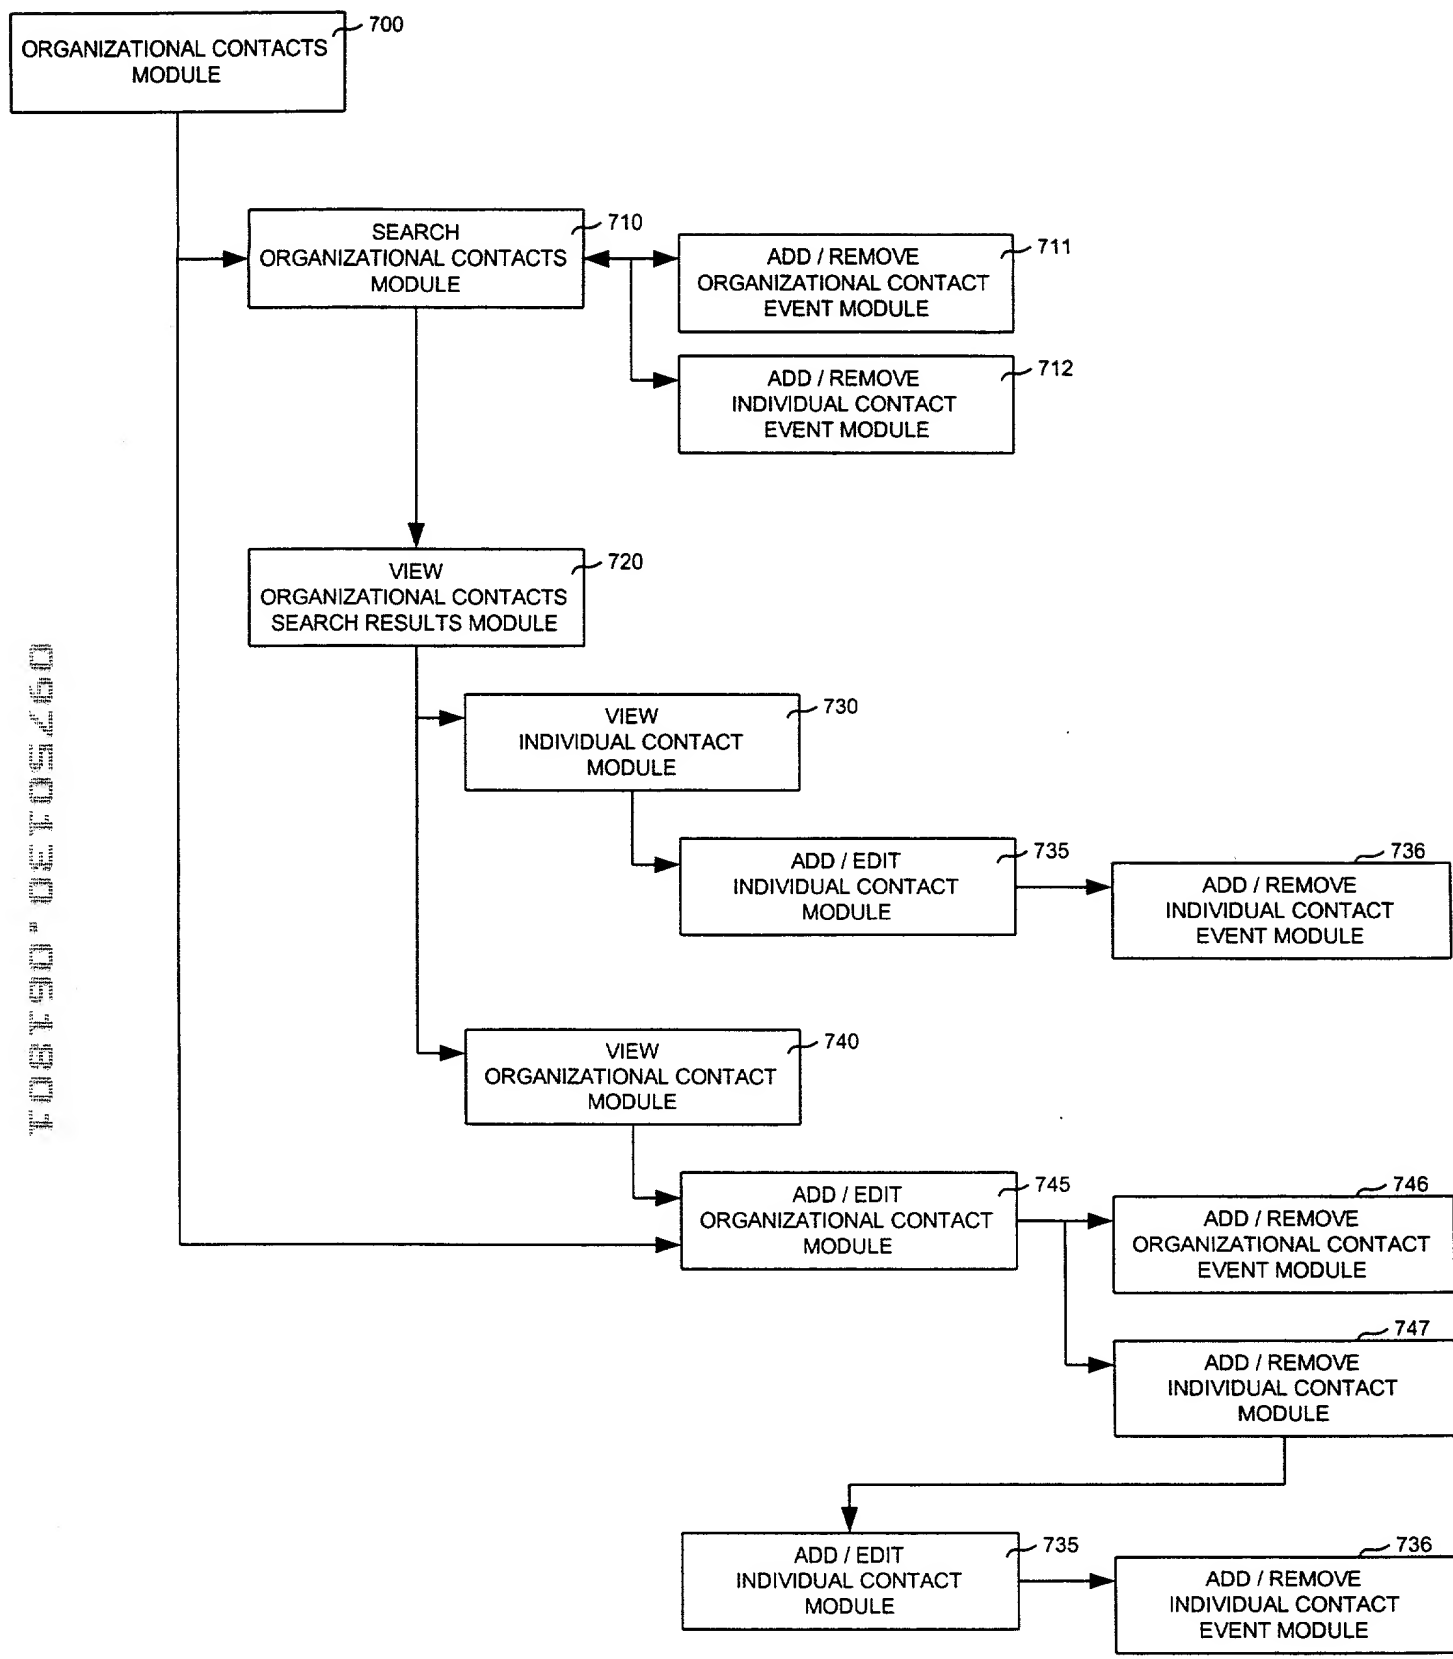 700
ORGANIZATIONAL CONTACTS
MODULE
710
SEARCH
ORGANIZATIONAL CONTACTS
MODULE
711
ADD / REMOVE
ORGANIZATIONAL CONTACT
EVENT MODULE
712
ADD / REMOVE
INDIVIDUAL CONTACT
EVENT MODULE
720
VIEW
ORGANIZATIONAL CONTACTS
SEARCH RESULTS MODULE
730
VIEW
INDIVIDUAL CONTACT
MODULE
735
ADD / EDIT
INDIVIDUAL CONTACT
MODULE
736
ADD / REMOVE
INDIVIDUAL CONTACT
EVENT MODULE
740
VIEW
ORGANIZATIONAL CONTACT
MODULE
745
ADD / EDIT
ORGANIZATIONAL CONTACT
MODULE
746
ADD / REMOVE
ORGANIZATIONAL CONTACT
EVENT MODULE
747
ADD / REMOVE
INDIVIDUAL CONTACT
MODULE
735
ADD / EDIT
INDIVIDUAL CONTACT
MODULE
736
ADD / REMOVE
INDIVIDUAL CONTACT
EVENT MODULE
09750130.061801